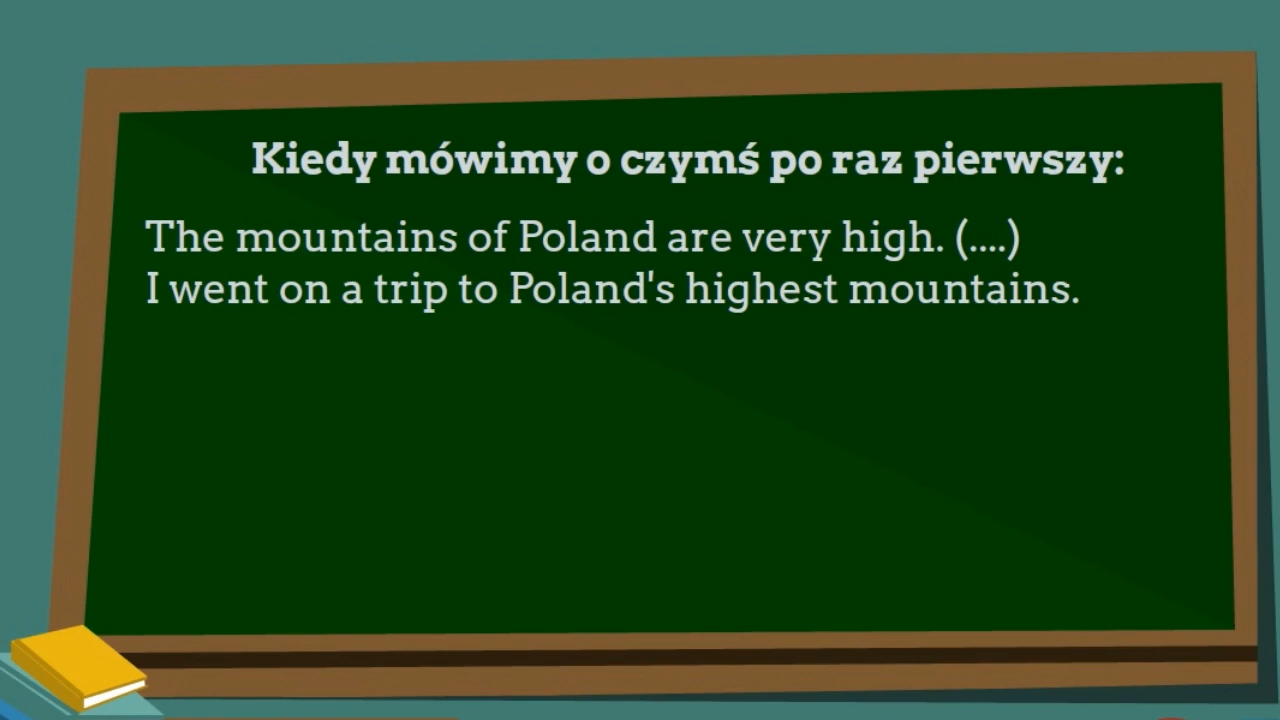 Kiedy mówimy o czymś po raz pierwszy:
The mountains of Poland are very high. (....)
I went on a trip to Poland's highest mountains.